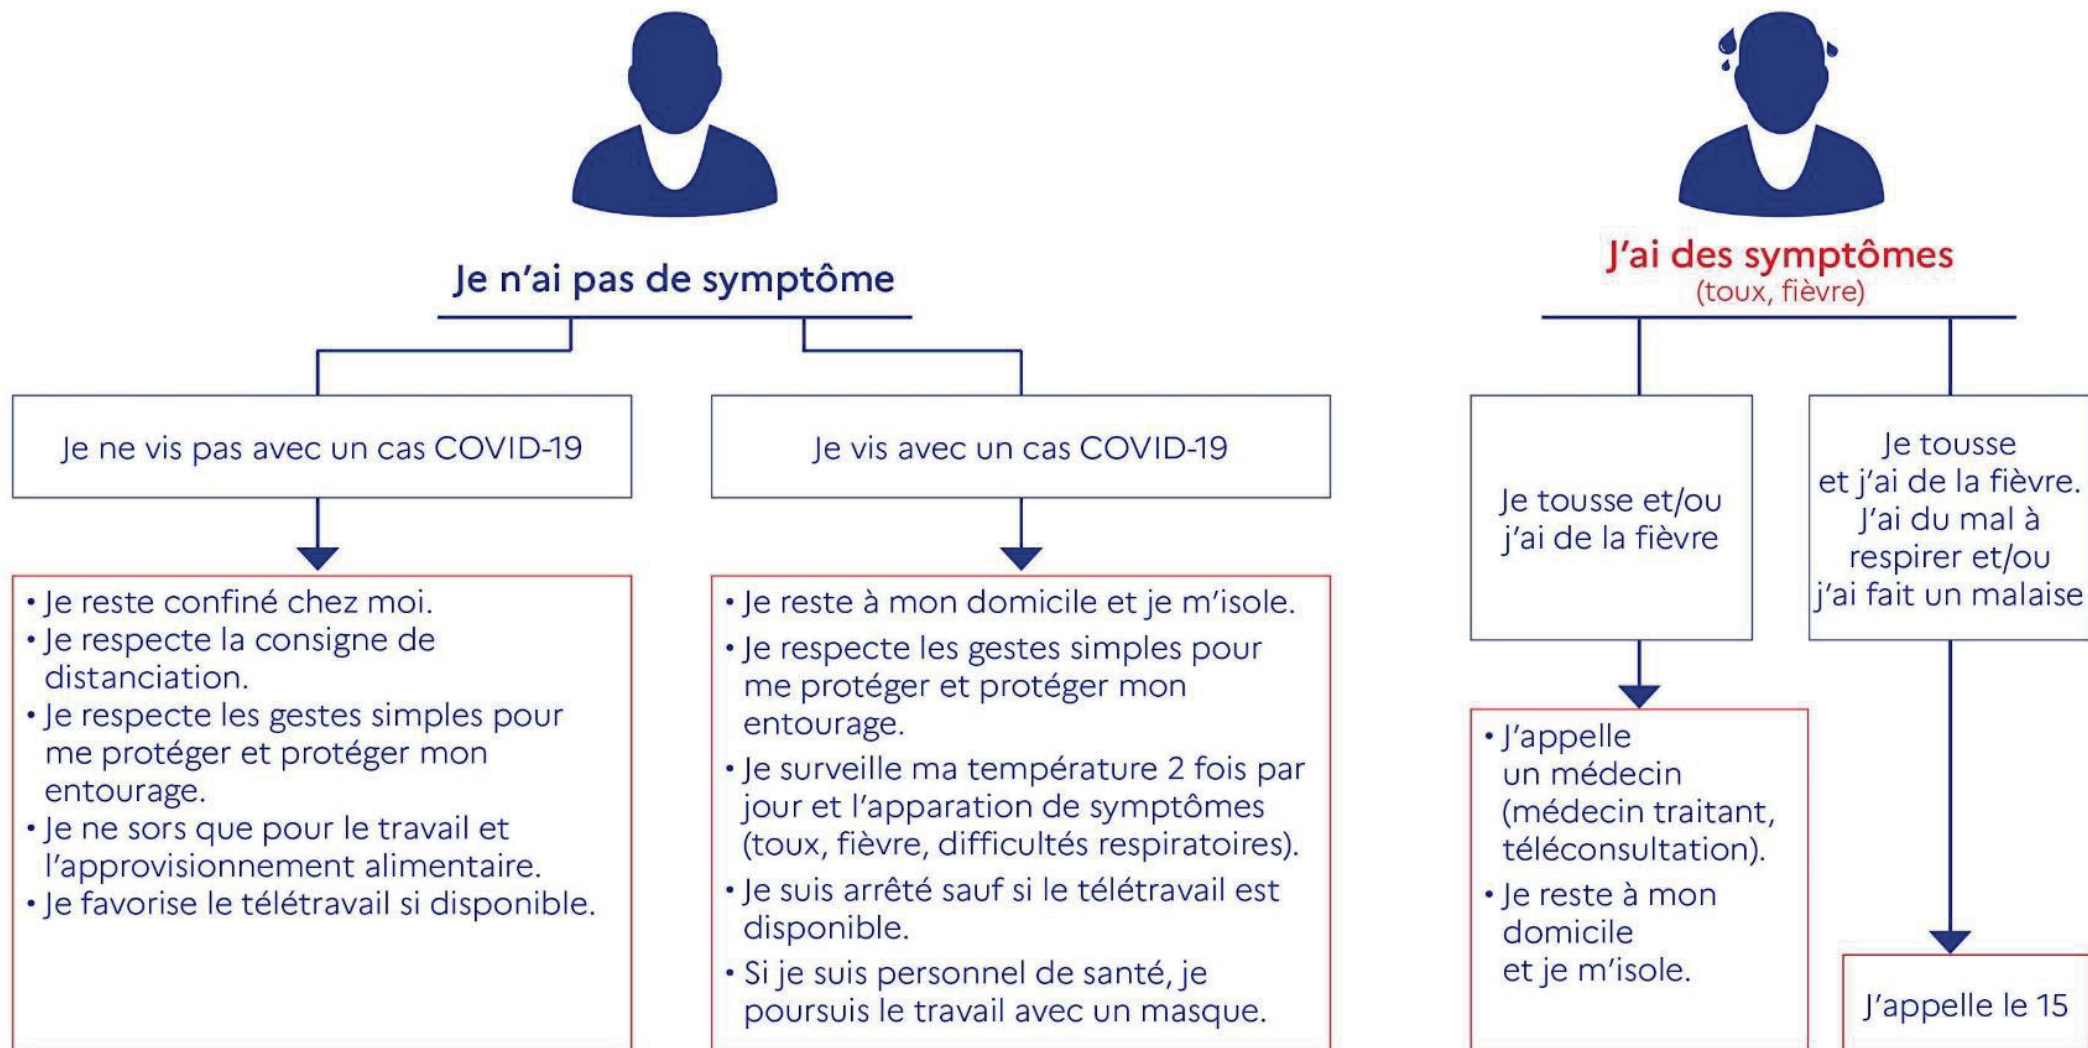 Je n'ai pas de symptôme
Je ne vis pas avec un cas COVID-19
• Je reste confiné chez moi.
• Je respecte la consigne de
distanciation.
• Je respecte les gestes simples pour
me protéger et protéger mon
entourage.
• Je ne sors que pour le travail et
l'approvisionnement alimentaire.
• Je favorise le télétravail si disponible.
Je vis avec un cas COVID-19
• Je reste à mon domicile et je m'isole.
• Je respecte les gestes simples pour
me protéger et protéger mon
entourage.
• Je surveille ma température 2 fois par
jour et l'apparation de symptômes
(toux, fièvre, difficultés respiratoires).
• Je suis arrêté sauf si le télétravail est
disponible.
• Si je suis personnel de santé, je
poursuis le travail avec un masque.
J'ai des symptômes
(toux, fièvre)
Je tousse et/ou
j'ai de la fièvre
• J'appelle
un médecin
(médecin traitant,
téléconsultation).
• Je reste à mon
domicile
et je m'isole.
Je tousse
et j'ai de la fièvre.
J'ai du mal à
respirer et/ou
j'ai fait un malaise
J'appelle le 15